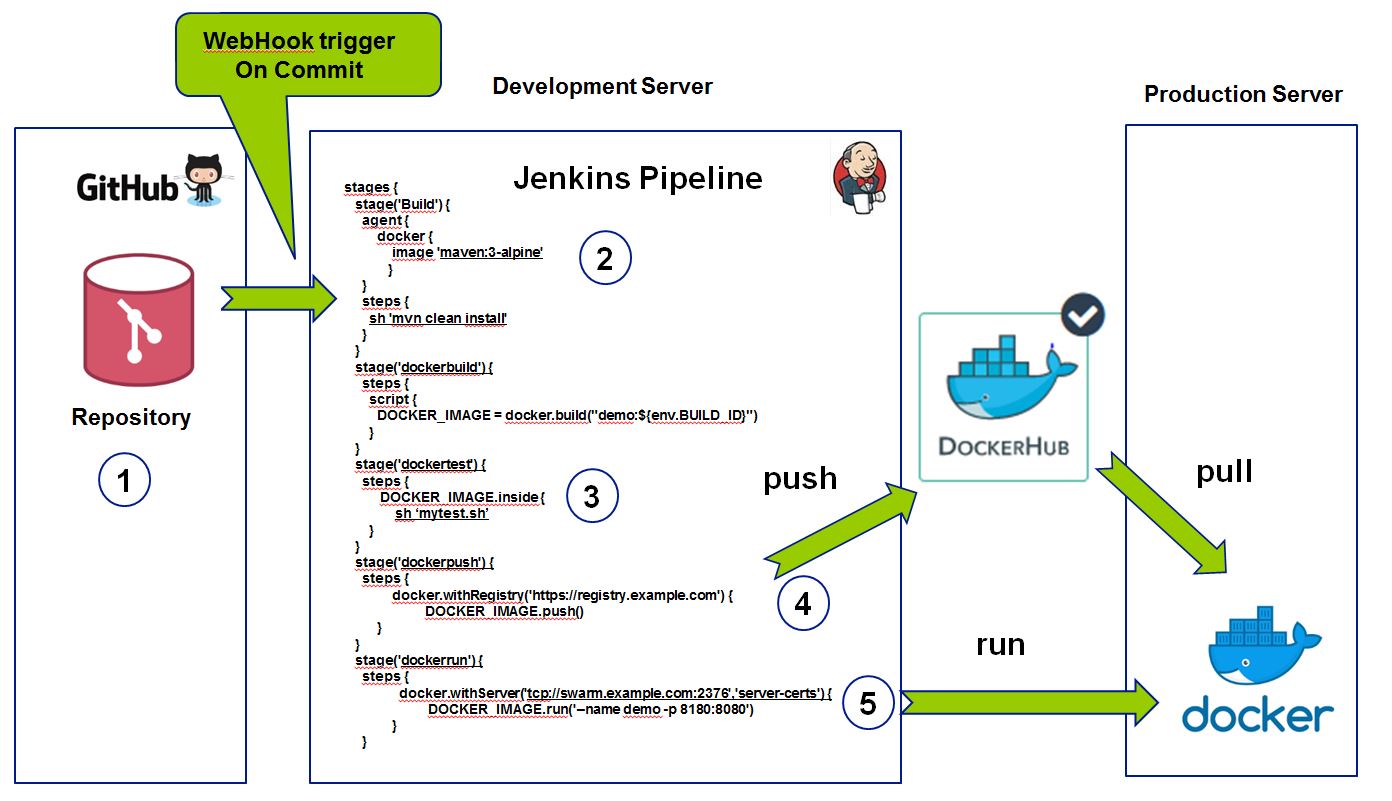 WebHook trigger
On Commit
Development Server
Production Server
GitHub
Repository
1
Jenkins Pipeline
stages {
stage('Build') {
agent {
docker {
image 'maven:3-alpine'
}
}
steps {
sh 'mvn clean install'
}
}
stage('dockerbuild') {
steps {
script {
DOCKER_IMAGE = docker.build("demo:${env.BUILD_ID}")
}
}
stage('dockertest') {
steps {
DOCKER_IMAGE.inside {
sh ‘mytest.sh’
}
}
stage('dockerpush') {
steps {
docker.withRegistry('https://registry.example.com') {
DOCKER_IMAGE.push()
}
}
stage('dockerrun') {
steps {
docker.withServer('tcp://swarm.example.com:2376','server-certs') {
DOCKER_IMAGE.run('--name demo -p 8180:8080')
}
}
2
3
4
5
push
DOCKERHUB
pull
run
docker